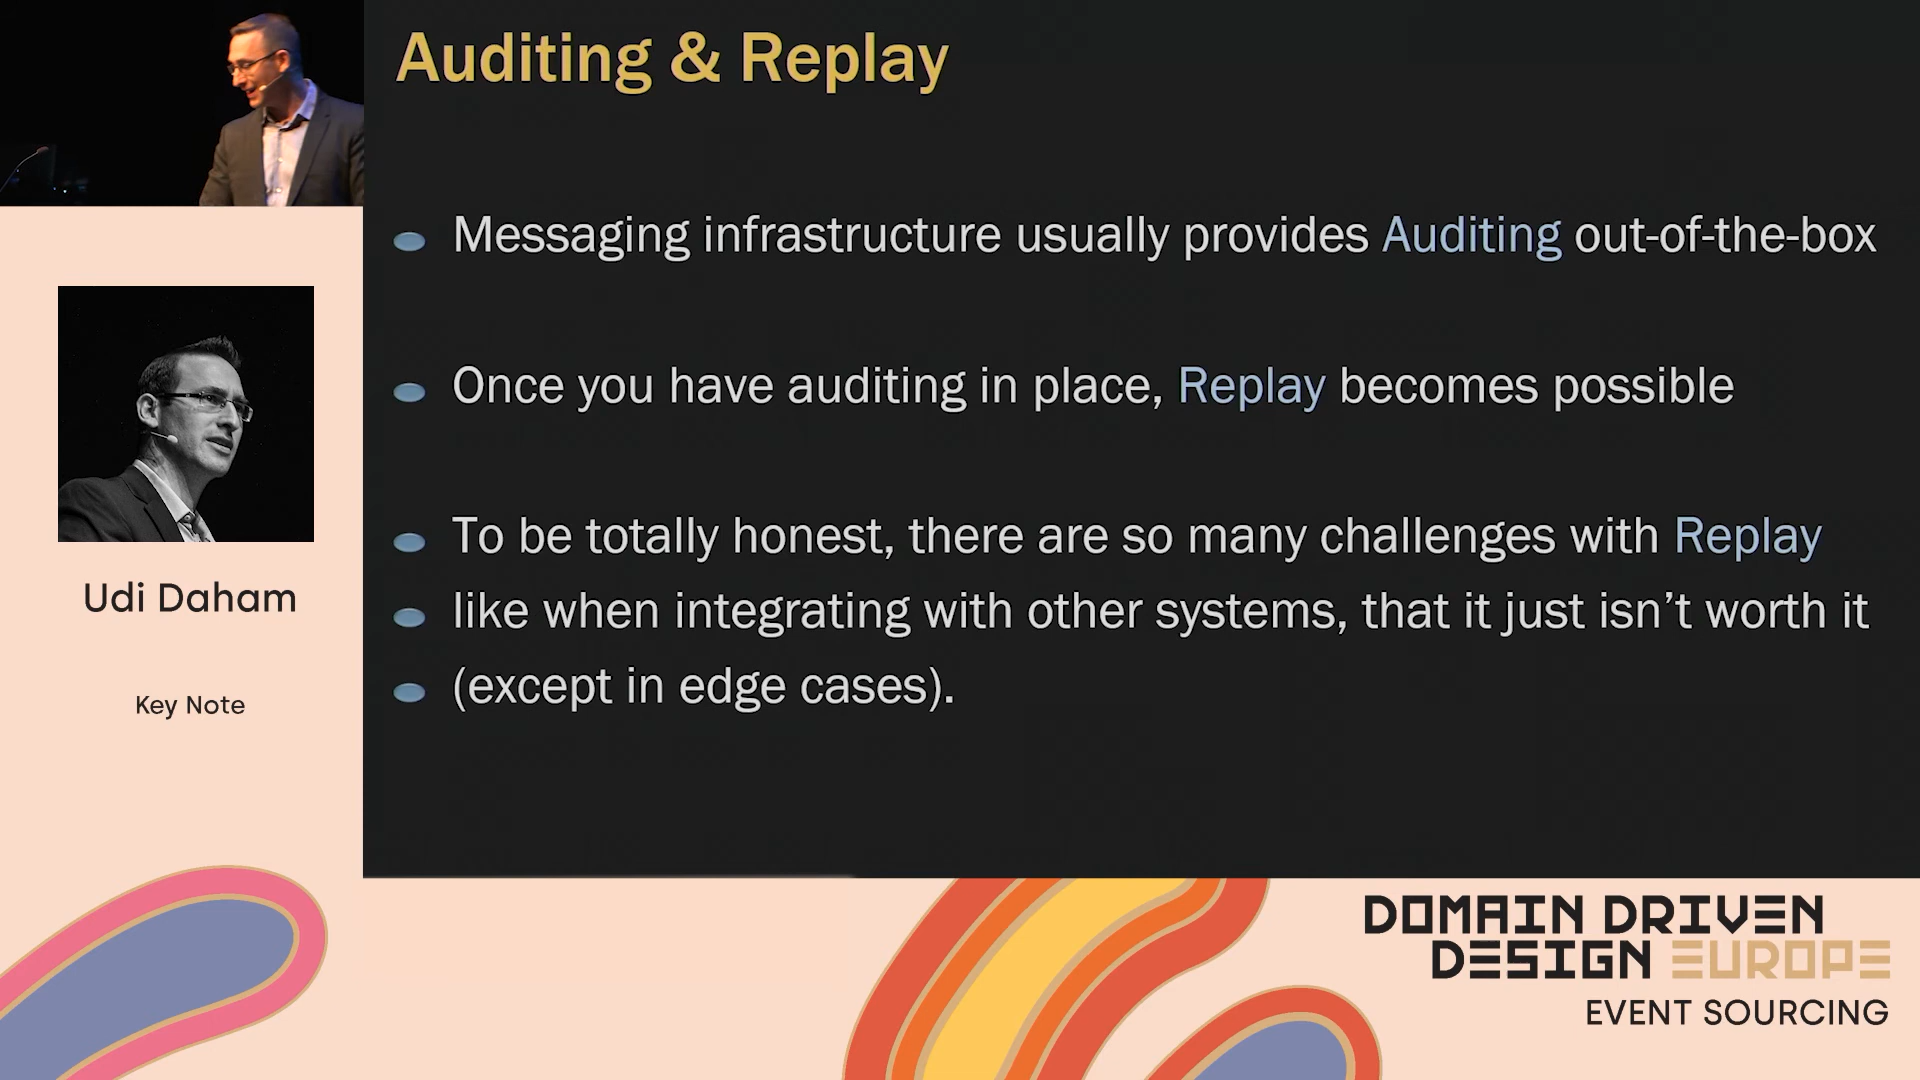 Auditing & Replay
Messaging infrastructure usually provides Auditing out-of-the-box
Once you have auditing in place, Replay becomes possible
To be totally honest, there are so many challenges with Replay
like when integrating with other systems, that it just isn't worth it
(except in edge cases).
Udi Daham
Key Note
DOMAIN DRIVEN
DESIGN EUROPE
EVENT SOURCING